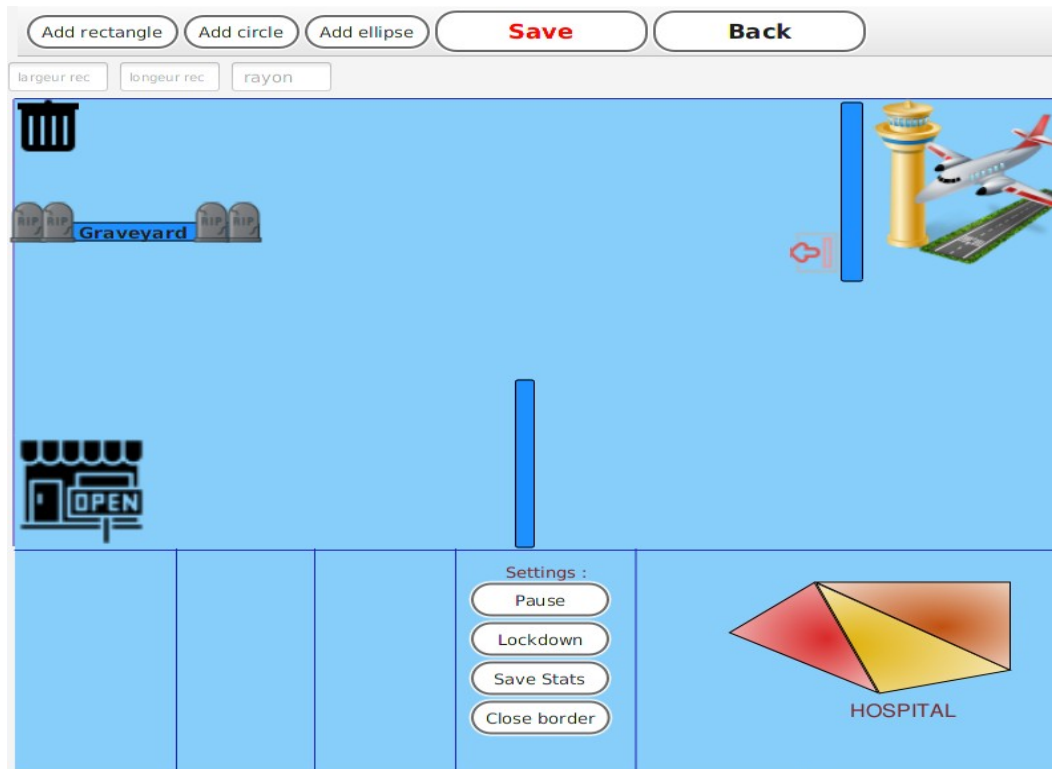 Add rectangle Add circle Add ellipse Save Back
largeur rec longeur rec rayon
RIP RIP Graveyard RIP RIP
OPEN
Settings :
Pause
Lockdown
Save Stats
Close border
HOSPITAL